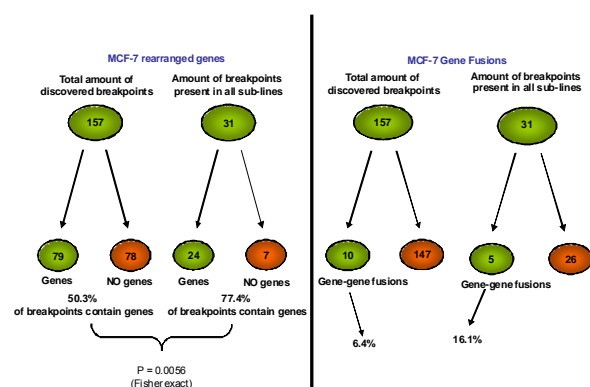 MCF-7 rearranged genes
Total amount of
discovered breakpoints
Amount of breakpoints
present in all sub-lines
157
31
79
78
24
7
Genes
NO genes
Genes
NO genes
50.3%
of breakpoints contain genes
77.4%
of breakpoints contain genes
P = 0.0056
(Fisher exact)
MCF-7 Gene Fusions
Total amount of
discovered breakpoints
Amount of breakpoints
present in all sub-lines
157
31
10
147
5
26
Gene-gene fusions
Gene-gene fusions
6.4%
16.1%